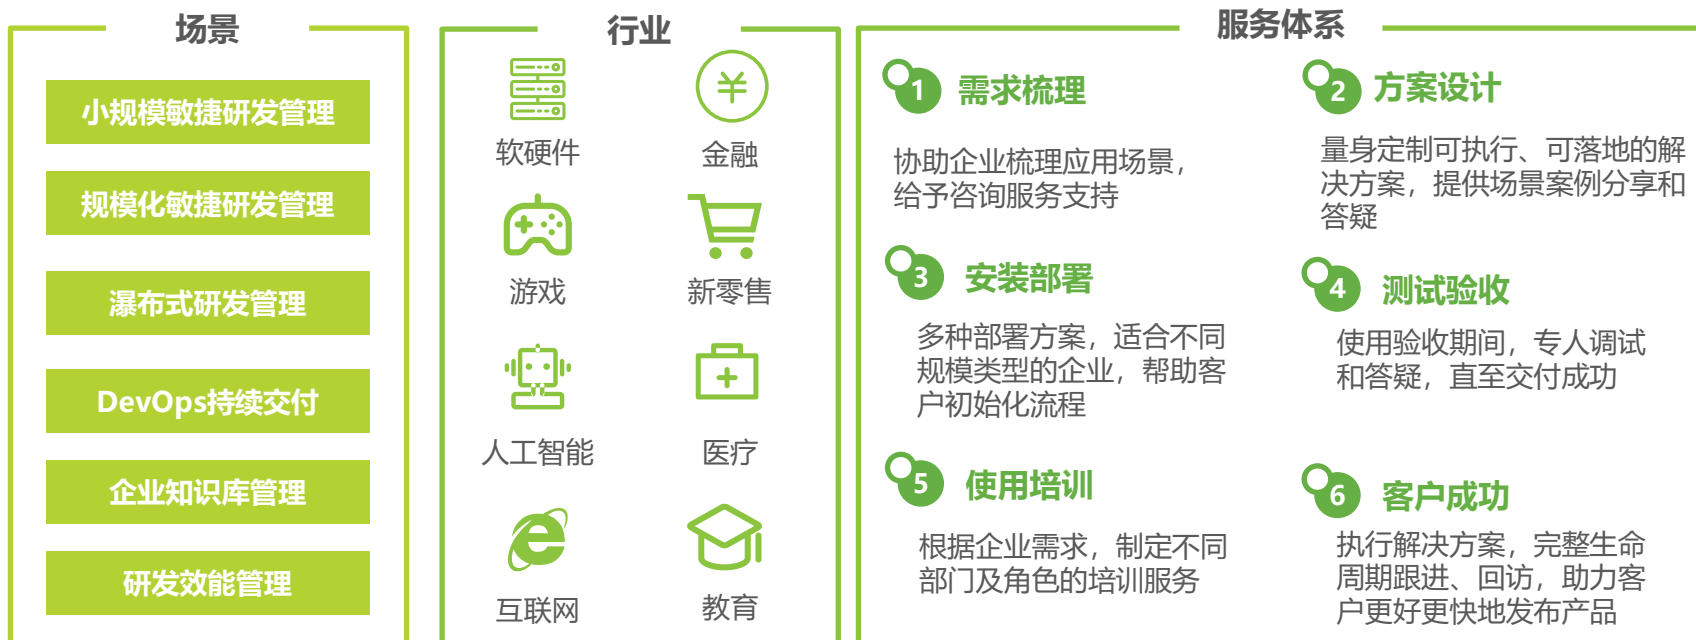 场景
小规模敏捷研发管理
规模化敏捷研发管理
瀑布式研发管理
DevOps持续交付
企业知识库管理
研发效能管理
行业
¥
软硬件
金融
游戏
新零售
人工智能
医疗
互联网
教育
服务体系
1 需求梳理
协助企业梳理应用场景，
给予咨询服务支持
2 方案设计
量身定制可执行、可落地的解
决方案，提供场景案例分享和
答疑
3 安装部署
多种部署方案，适合不同
规模类型的企业，帮助客
户初始化流程
4 测试验收
使用验收期间，专人调试
和答疑，直至交付成功
5 使用培训
根据企业需求，制定不同
部门及角色的培训服务
6 客户成功
执行解决方案，完整生命
周期跟进、回访，助力客
户更好更快地发布产品